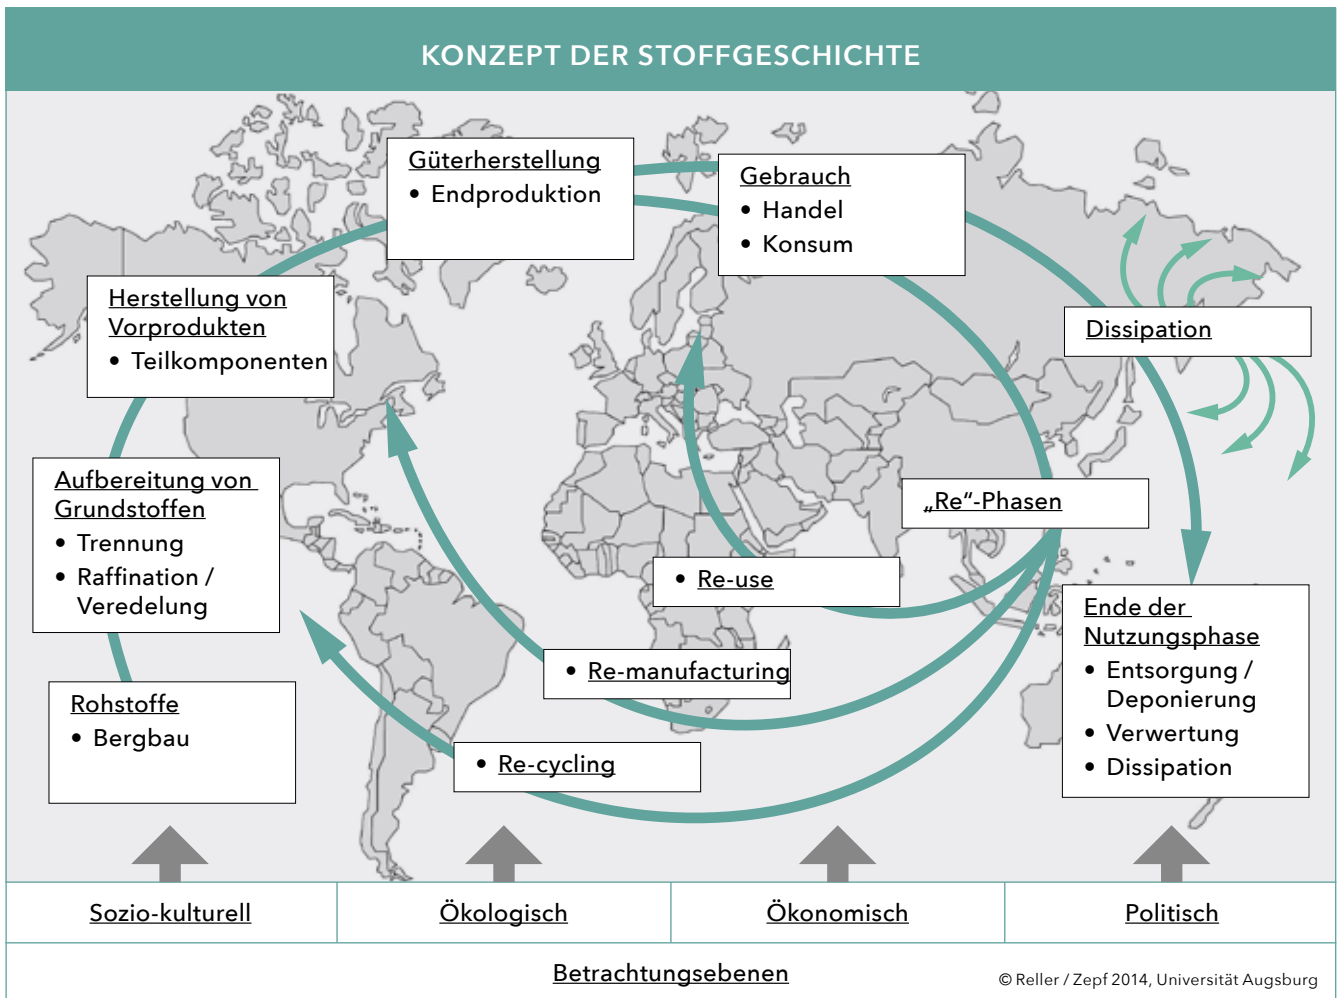 KONZEPT DER STOFFGESCHICHTE
Güterherstellung
• Endproduktion
Gebrauch
• Handel
• Konsum
Herstellung von
Vorprodukten
• Teilkomponenten
Dissipation
Aufbereitung von
Grundstoffen
• Trennung
• Raffination /
Veredelung
„Re“-Phasen
• Re-use
Ende der
Nutzungsphase
• Entsorgung /
Deponierung
• Verwertung
• Dissipation
• Re-manufacturing
Rohstoffe
• Bergbau
• Re-cycling
Sozio-kulturell
Ökologisch
Ökonomisch
Politisch
Betrachtungsebenen
© Reller / Zepf 2014, Universität Augsburg